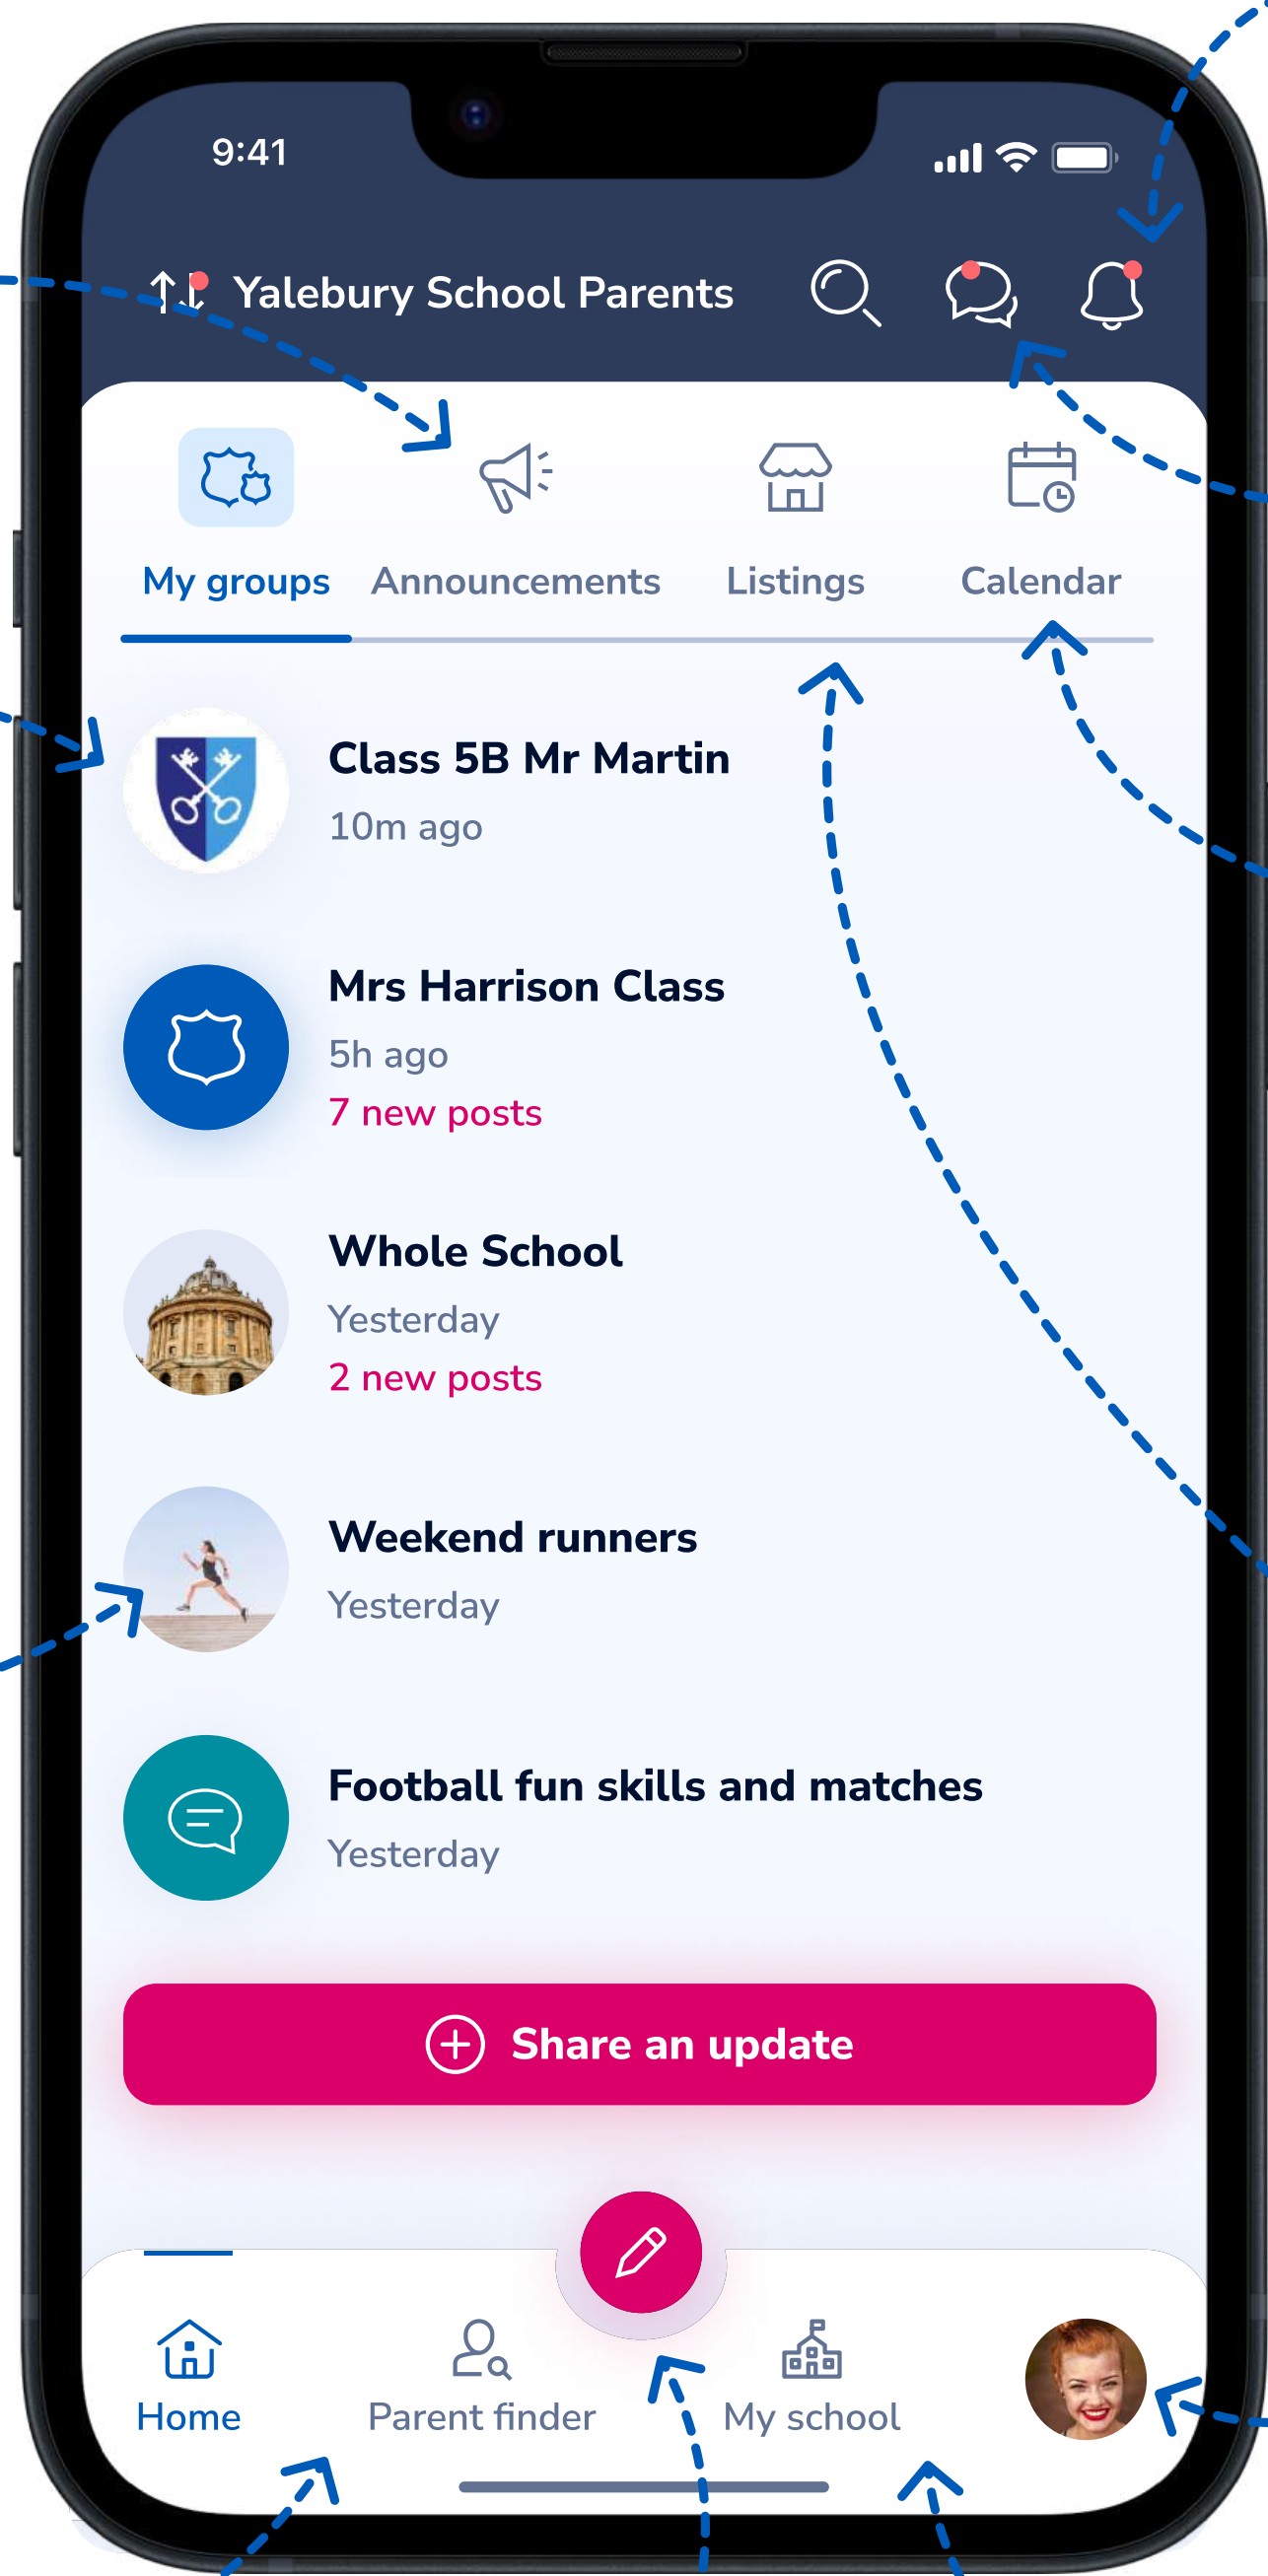 9:41
Yalebury School Parents
My groups
Announcements
Listings
Calendar
Class 5B Mr Martin
10m ago
Mrs Harrison Class
5h ago
7 new posts
Whole School
Yesterday
2 new posts
Weekend runners
Yesterday
Football fun skills and matches
Yesterday
Share an update
Home
Parent finder
My school